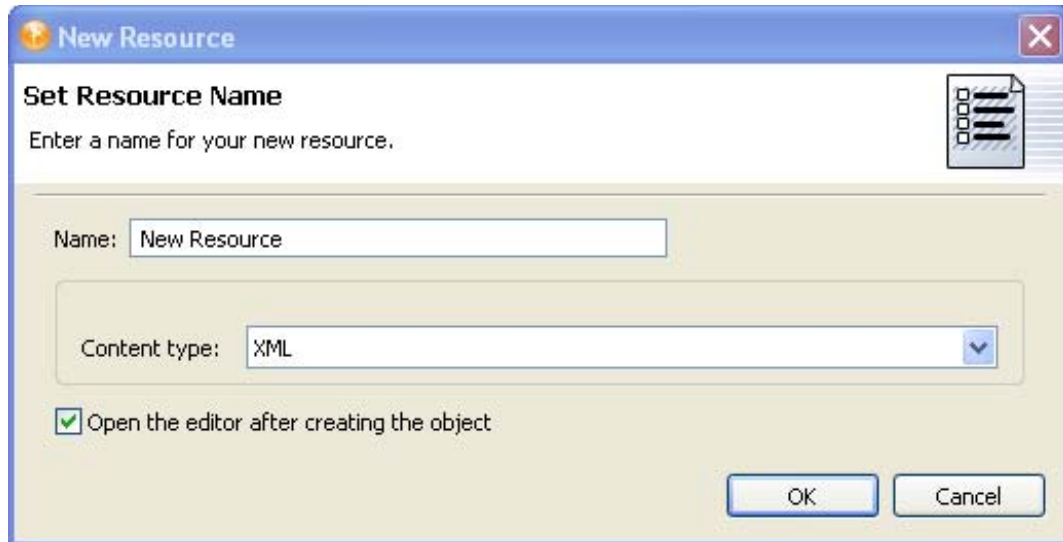 New Resource
Set Resource Name
Enter a name for your new resource.
Name: New Resource
Content type: XML
Open the editor after creating the object
OK Cancel